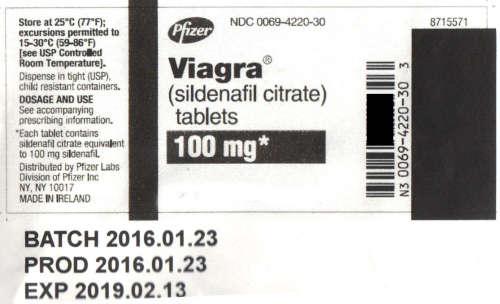 Store at 25°C (77°F);
excursions permitted to
15-30°C (59-86°F)
[see USP Controlled
Room Temperature].
Dispense in tight (USP),
child resistant containers.
DOSAGE AND USE
See accompanying
prescribing information.
*Each tablet contains
sildenafil citrate equivalent
to 100 mg sildenafil.
Distributed by Pfizer Labs
Division of Pfizer Inc
NY, NY 10017
MADE IN IRELAND
Pfizer
NDC 0069-4220-30
Viagra®
(sildenafil citrate)
tablets
100 mg*
8715571
N3 0069-4220-30 3
BATCH 2016.01.23
PROD 2016.01.23
EXP 2019.02.13